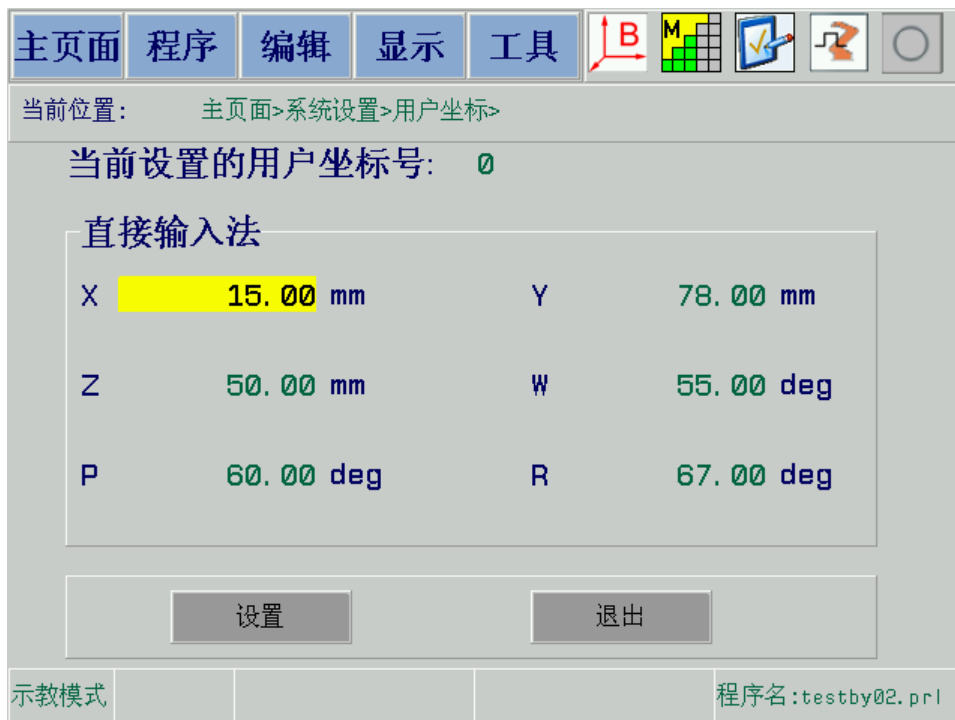 主页面 程序 编辑 显示 工具 B M
当前位置: 主页面>系统设置>用户坐标>
当前设置的用户坐标号: 0
直接输入法
X 15.00 mm Y 78.00 mm
Z 50.00 mm W 55.00 deg
P 60.00 deg R 67.00 deg
设置 退出
示教模式 程序名:testby02.prl